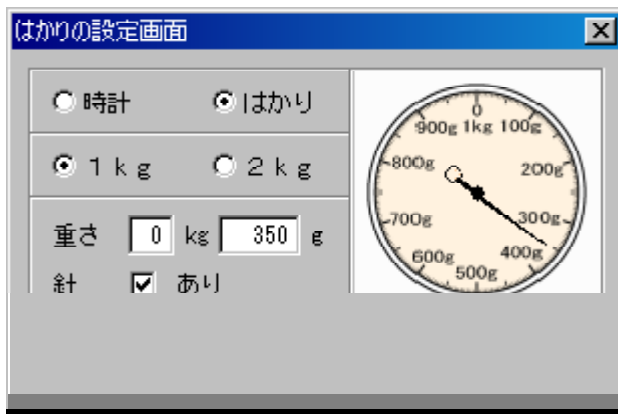 はかりの設定画面
時計 はかり
1kg 2kg
重さ 0 kg 350 g
針 あり
0
900g 1kg 100g
800g 200g
700g 300g
600g 400g
500g